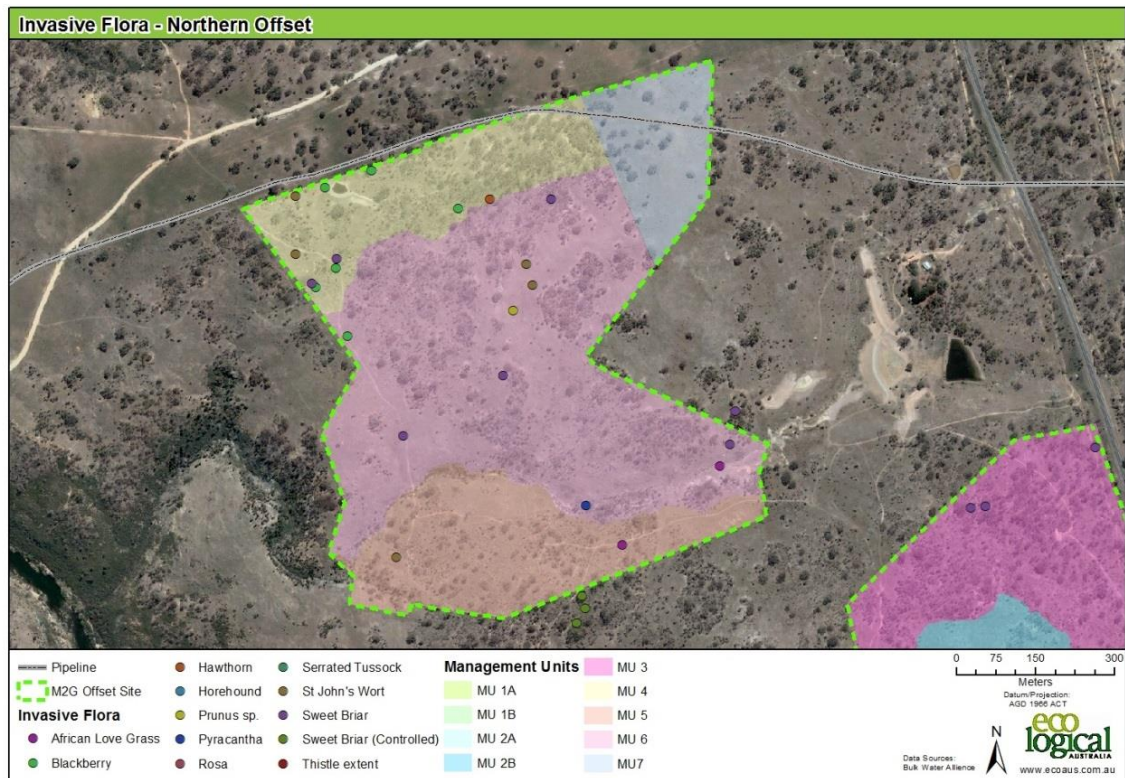 Invasive Flora - Northern Offset
Pipeline
M2G Offset Site
Invasive Flora
African Love Grass
Blackberry
Hawthorn
Horehound
Prunus sp.
Pyracantha
Rosa
Serrated Tussock
St John's Wort
Sweet Briar
Sweet Briar (Controlled)
Thistle extent
Management Units
MU 1A
MU 1B
MU 2A
MU 2B
MU 3
MU 4
MU 5
MU 6
MU7
0 75 150 300
Meters
Datum/Projection:
AGD 1966 ACT
Data Sources:
Bulk Water Alliance
N
eco
logical
AUSTRALIA
www.ecoaus.com.au